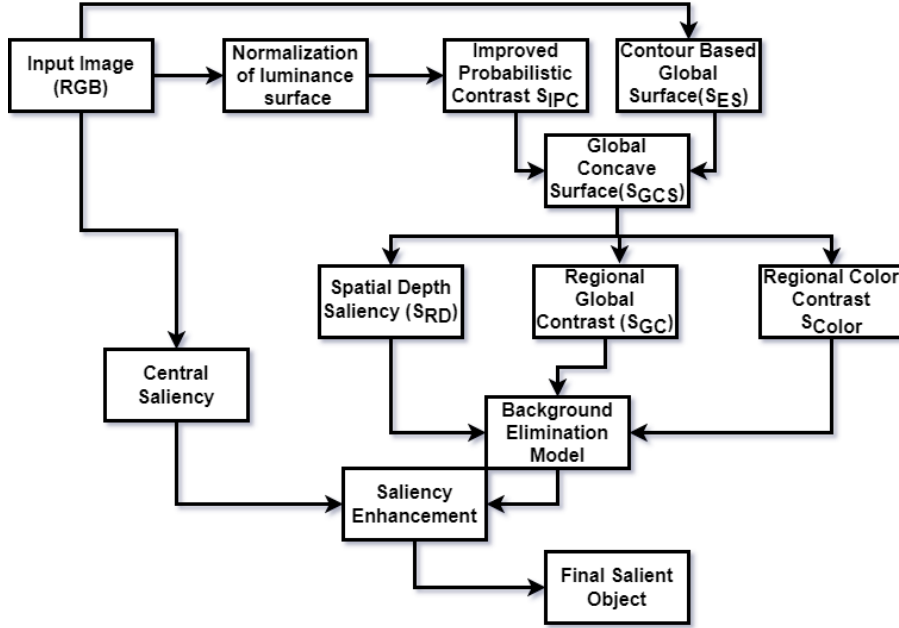 Input Image
(RGB)
Normalization
of luminance
surface
Improved
Probabilistic
Contrast SIPC
Contour Based
Global
Surface(SES)
Global
Concave
Surface(SGCS)
Spatial Depth
Saliency (SRD)
Regional
Global
Contrast (SGC)
Regional Color
Contrast
SColor
Central
Saliency
Background
Elimination
Model
Saliency
Enhancement
Final Salient
Object